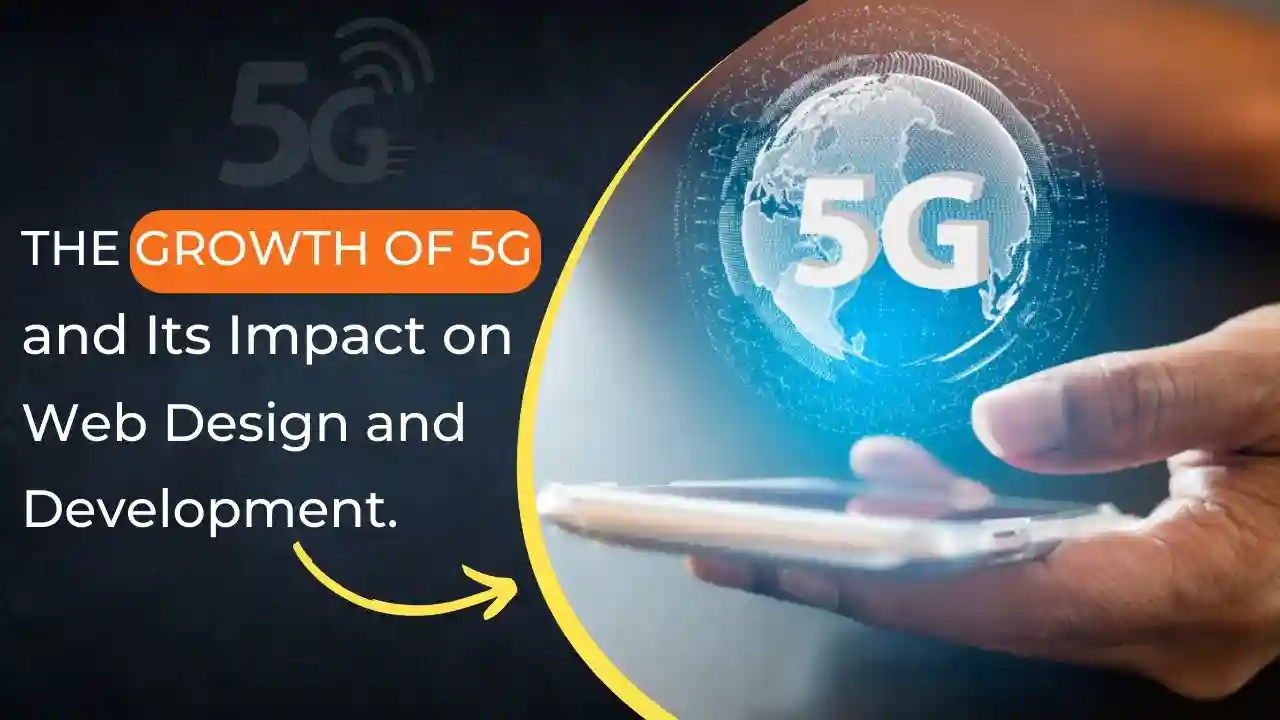 5G
THE GROWTH OF 5G
and Its Impact on
Web Design and
Development.
5G